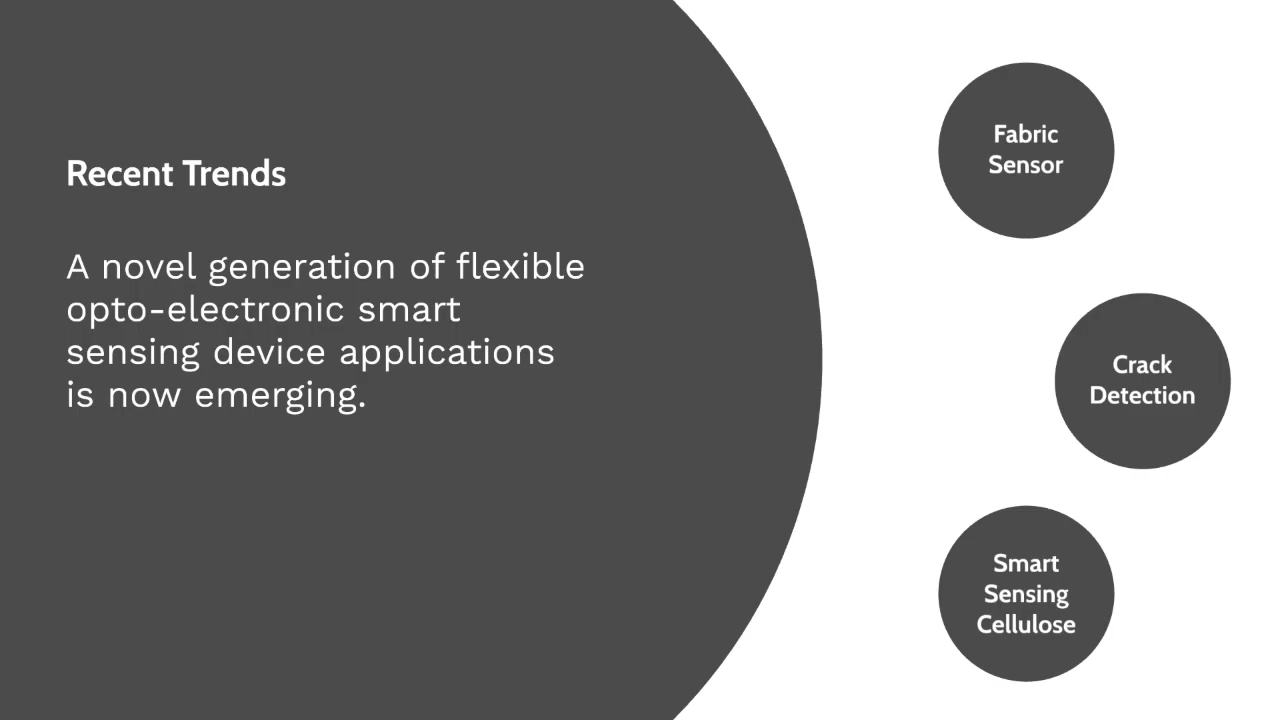 Recent Trends
A novel generation of flexible
opto-electronic smart
sensing device applications
is now emerging.
Fabric
Sensor
Crack
Detection
Smart
Sensing
Cellulose